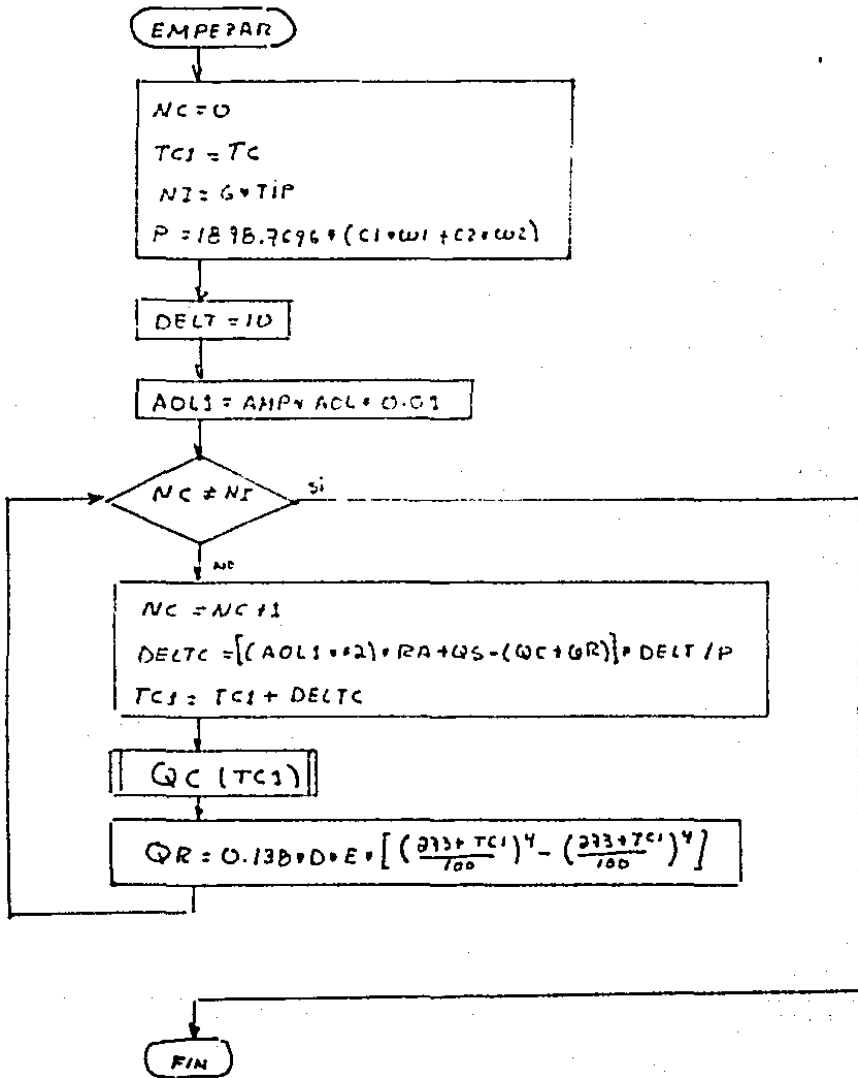 EMPEZAR
NC = 0
TC1 = TC
NI = 6 * TIP
P = 1898.7696 * (C1*W1 + C2*W2)
DELT = 10
AOL1 = AMP * AOL * 0.01
NC ≠ NI
Si
NO
NC = NC + 1
DELTC = [(AOL1 **2) * RA + QS - (QC + QR)] * DELT / P
TC1 = TC1 + DELTC
QC (TC1)
QR = 0.138 * D * E * [((273 + TC1)/100)^4 - ((273 + TC1)/100)^4]
FIN